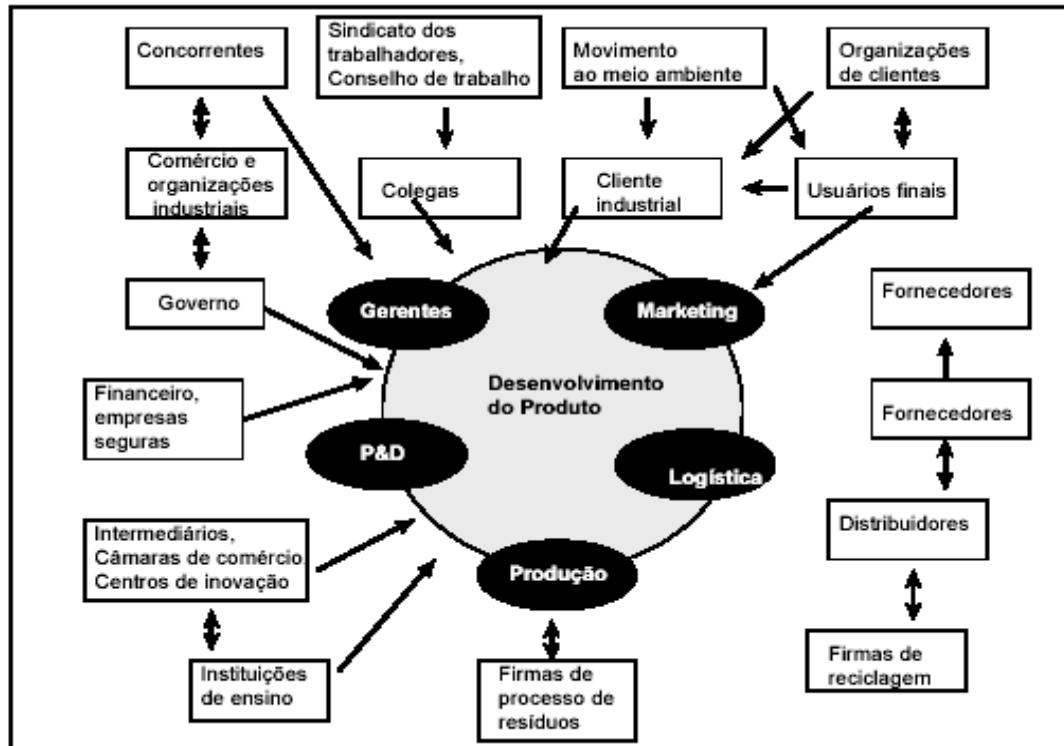 Concorrentes
Sindicato dos
trabalhadores,
Conselho de trabalho
Movimento
ao meio ambiente
Organizações
de clientes
Comércio e
organizações
industriais
Colegas
Cliente
industrial
Usuários finais
Governo
Gerentes
Marketing
Fornecedores
Financeiro,
empresas
seguras
Desenvolvimento
do Produto
Fornecedores
P&D
Logística
Intermediários,
Câmaras de comércio,
Centros de inovação
Distribuidores
Produção
Instituições
de ensino
Firmas de
processo de
resíduos
Firmas de
reciclagem